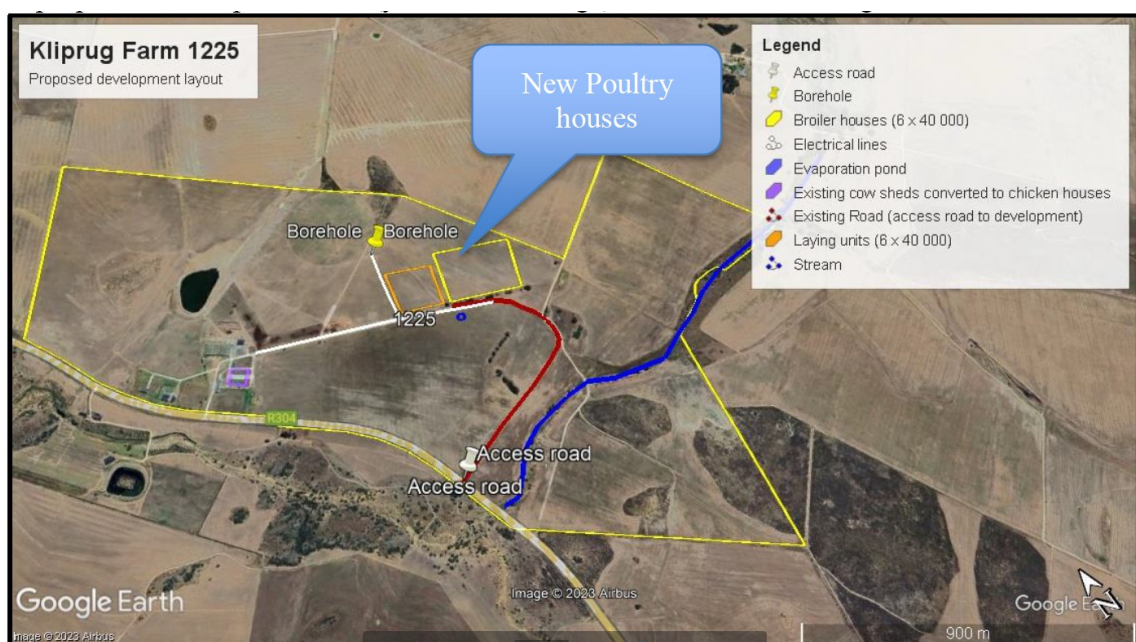 Kliprug Farm 1225
Proposed development layout
New Poultry
houses
Legend
Access road
Borehole
Broiler houses (6 x 40 000)
Electrical lines
Evaporation pond
Existing cow sheds converted to chicken houses
Existing Road (access road to development)
Laying units (6 x 40 000)
Stream
Borehole Borehole
1225
R304
Access road
Access road
Google Earth
Image © 2023 Airbus
Google Ea
N
900 m
Image © 2023 Airbus